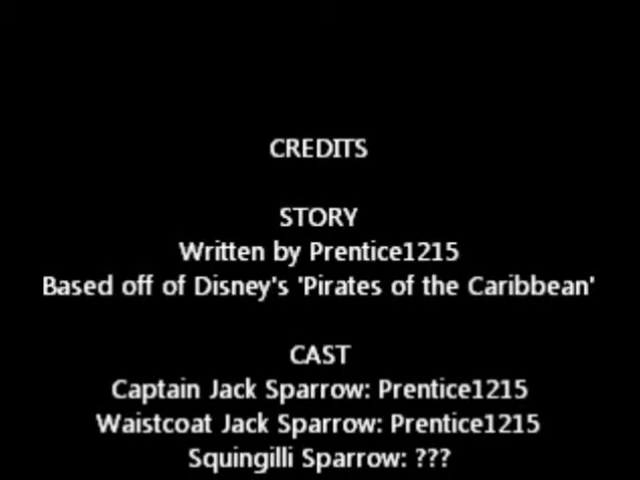 CREDITS
STORY
Written by Prentice1215
Based off of Disney's 'Pirates of the Caribbean'
CAST
Captain Jack Sparrow: Prentice1215
Waistcoat Jack Sparrow: Prentice1215
Squingilli Sparrow: ???